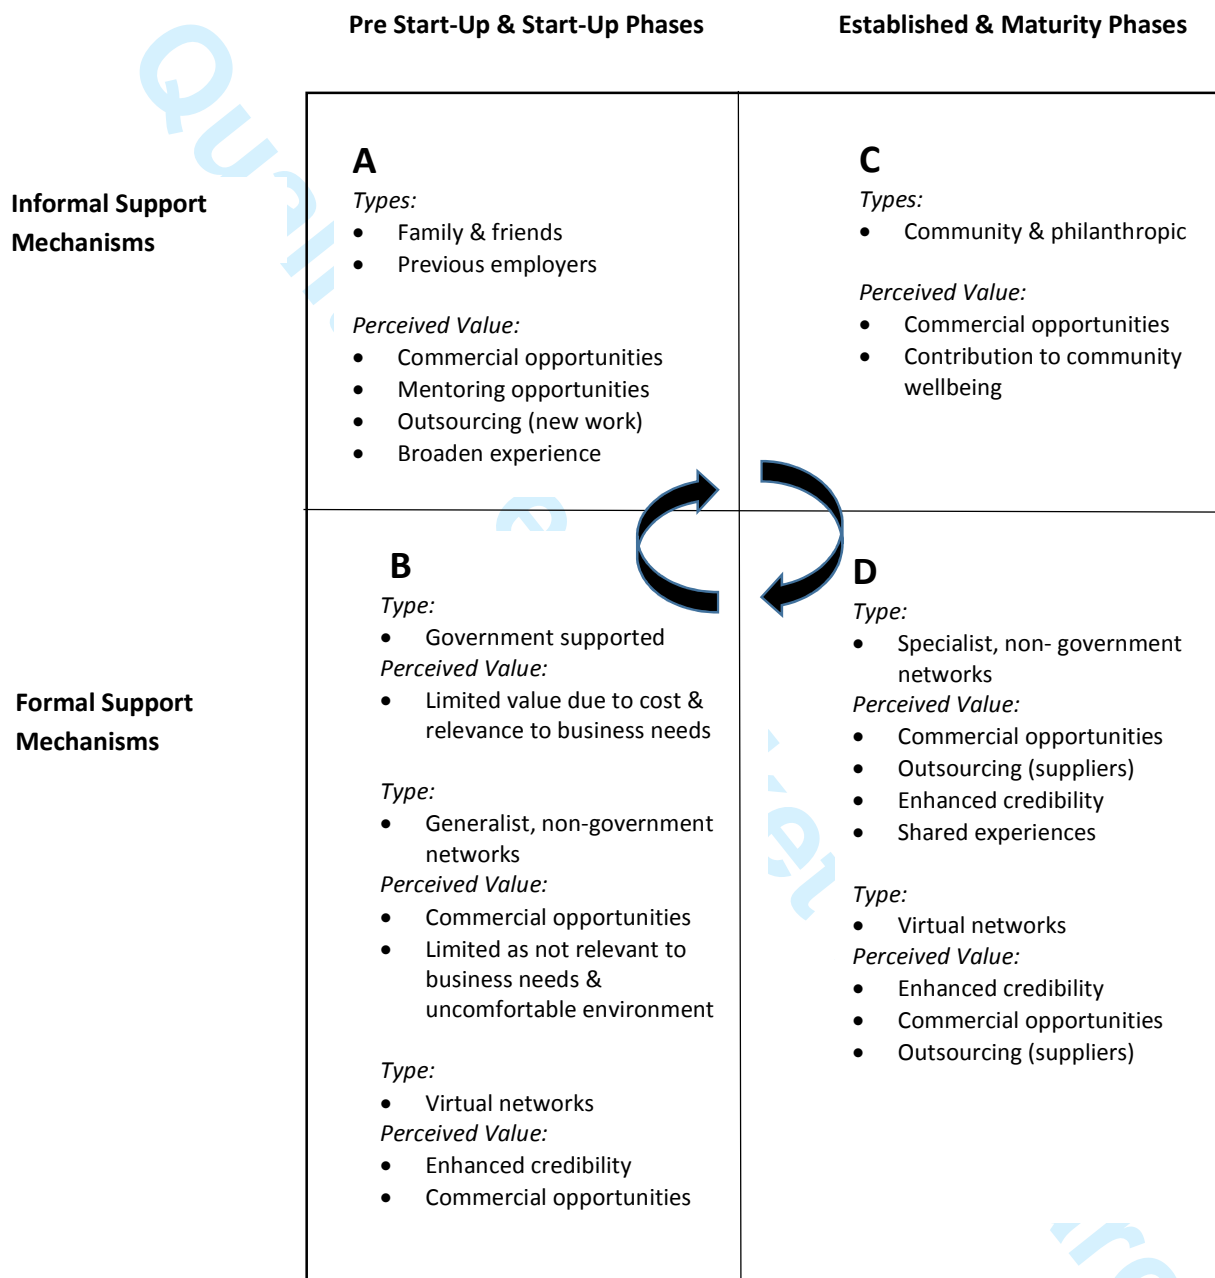 Pre Start-Up & Start-Up Phases
Established & Maturity Phases
Informal Support
Mechanisms
A
Types:
• Family & friends
• Previous employers
Perceived Value:
• Commercial opportunities
• Mentoring opportunities
• Outsourcing (new work)
• Broaden experience
C
Types:
• Community & philanthropic
Perceived Value:
• Commercial opportunities
• Contribution to community
wellbeing
Formal Support
Mechanisms
B
Type:
• Government supported
Perceived Value:
• Limited value due to cost &
relevance to business needs
Type:
• Generalist, non-government
networks
Perceived Value:
• Commercial opportunities
• Limited as not relevant to
business needs &
uncomfortable environment
Type:
• Virtual networks
Perceived Value:
• Enhanced credibility
• Commercial opportunities
D
Type:
• Specialist, non- government
networks
Perceived Value:
• Commercial opportunities
• Outsourcing (suppliers)
• Enhanced credibility
• Shared experiences
Type:
• Virtual networks
Perceived Value:
• Enhanced credibility
• Commercial opportunities
• Outsourcing (suppliers)